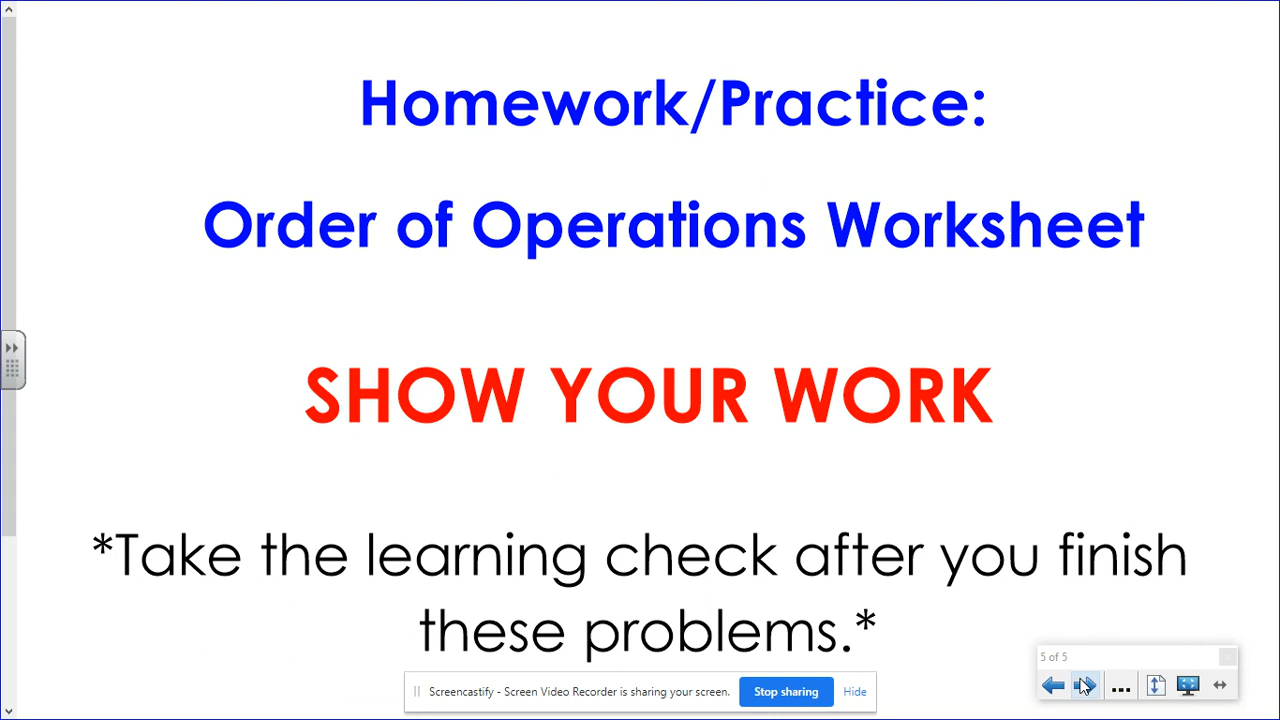 Homework/Practice:
Order of Operations Worksheet
SHOW YOUR WORK
*Take the learning check after you finish
these problems.*
5 of 5
Screencastify - Screen Video Recorder is sharing your screen.
Stop sharing
Hide